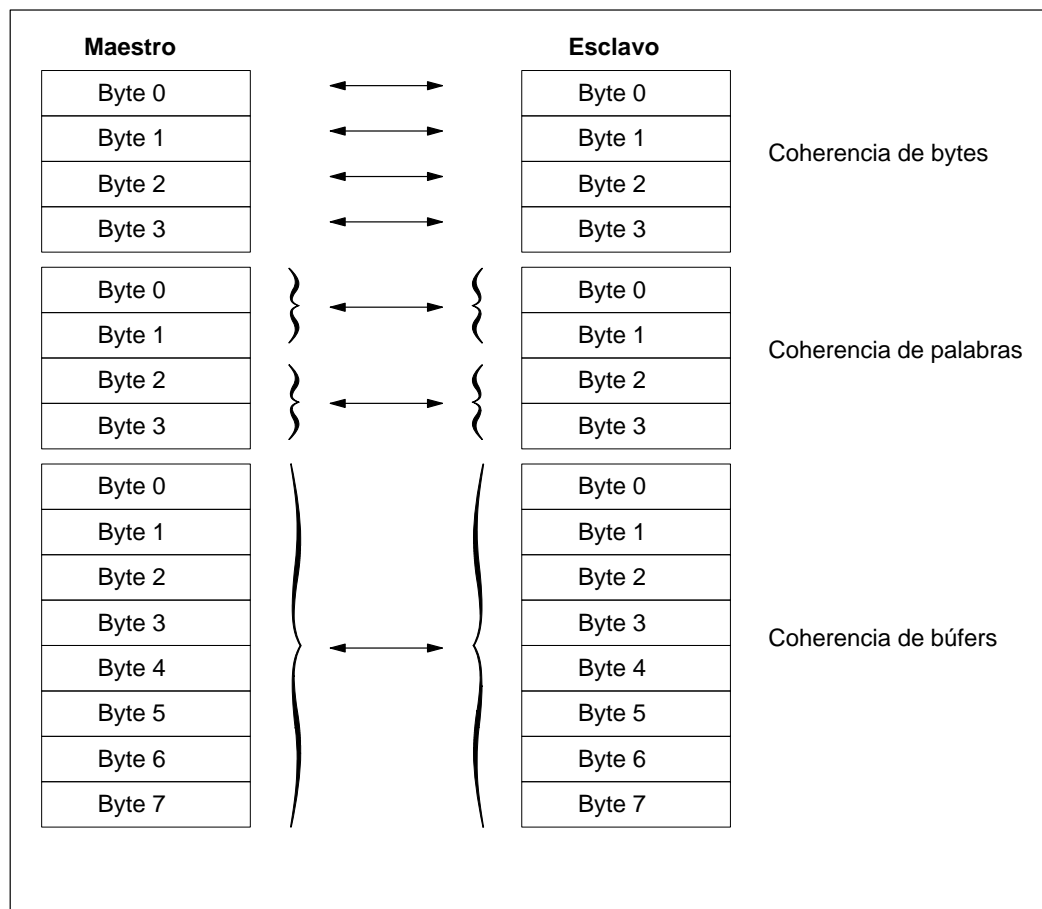 Maestro Esclavo
Byte 0 Byte 0
Byte 1 Byte 1
Byte 2 Byte 2
Byte 3 Byte 3
Coherencia de bytes
Byte 0 Byte 0
Byte 1 Byte 1
Byte 2 Byte 2
Byte 3 Byte 3
Coherencia de palabras
Byte 0 Byte 0
Byte 1 Byte 1
Byte 2 Byte 2
Byte 3 Byte 3
Byte 4 Byte 4
Byte 5 Byte 5
Byte 6 Byte 6
Byte 7 Byte 7
Coherencia de búfers